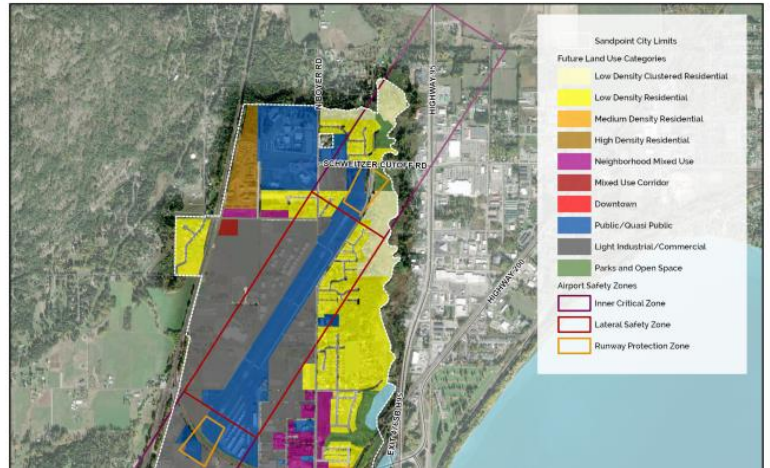 Sandpoint City Limits
Future Land Use Categories
Low Density Clustered Residential
Low Density Residential
Medium Density Residential
High Density Residential
Neighborhood Mixed Use
Mixed Use Corridor
Downtown
Public/Quasi Public
Light Industrial/Commercial
Parks and Open Space
Airport Safety Zones
Inner Critical Zone
Lateral Safety Zone
Runway Protection Zone
N BOYER RD
HIGHWAY 95
SCHWEITZER CUTOFF RD
HIGHWAY 200